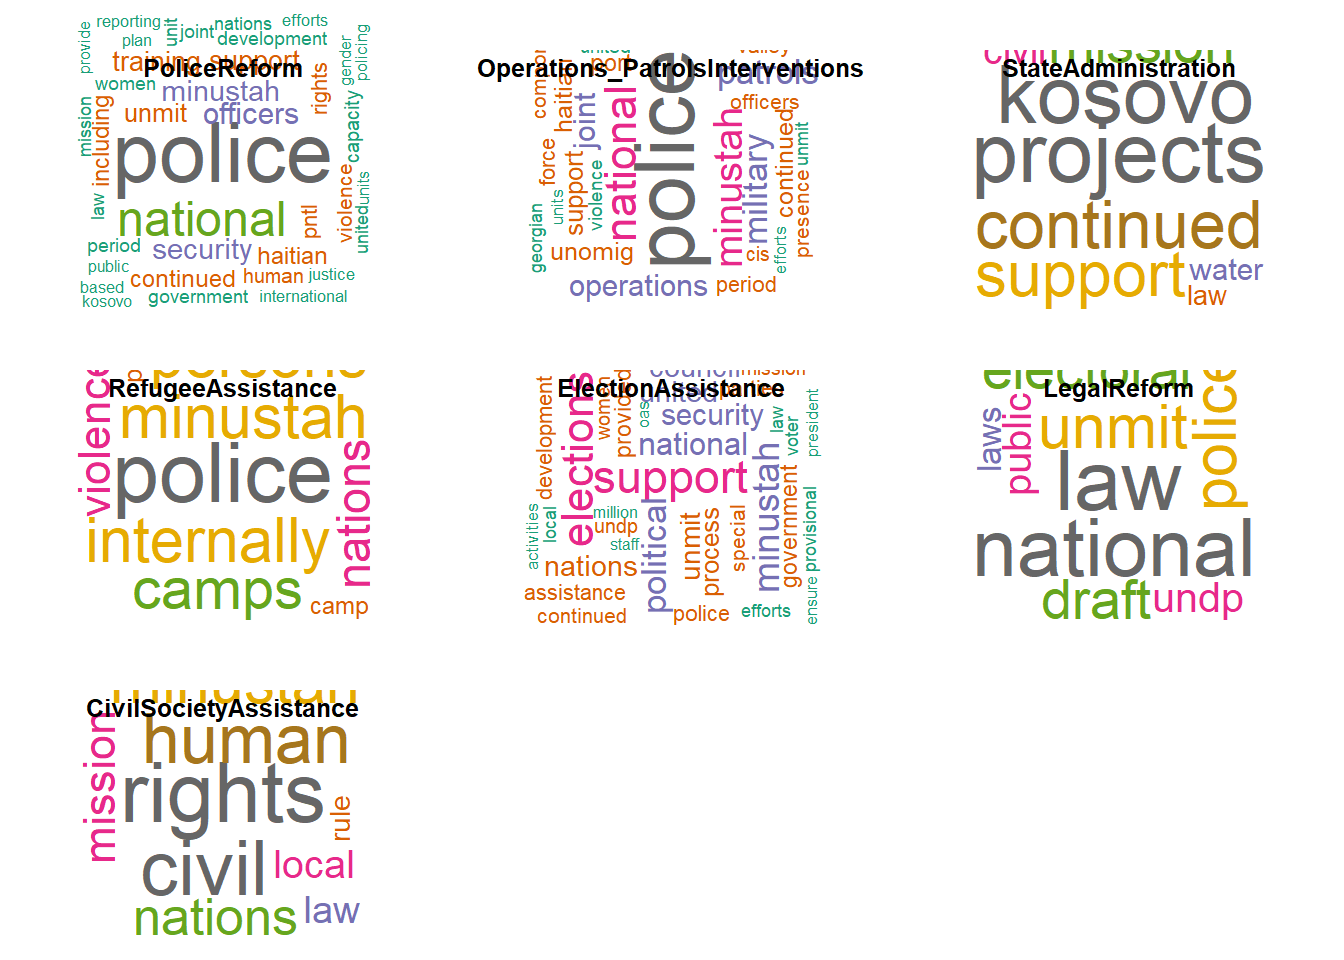 PoliceReform
reporting
nations
efforts
provide
plan
unit
joint
development
gender
policing
training
support
women
minustah
rights
mission
including
unmit
officers
capacity
police
law
national
pntl
violence
united
units
period
security
haitian
public
continued
human
justice
based
kosovo
government
international
Operations_PatrolsInterventions
united
valley
port
patrols
haitian
officers
joint
national
police
minustah
military
continued
unmit
force
support
violence
units
presence
georgian
unomig
cis
efforts
operations
period
StateAdministration
civil
mission
kosovo
projects
continued
support
water
law
RefugeeAssistance
persons
violence
minustah
police
nations
internally
camps
camp
ElectionAssistance
council
mission
united
parties
development
elections
women
provided
oas
security
law
voter
president
national
support
minustah
government
provisional
activities
local
million
undp
staff
political
unmit
process
special
nations
assistance
continued
police
efforts
ensure
LegalReform
electoral
laws
public
unmit
police
law
national
draft
undp
CivilSocietyAssistance
minustah
mission
human
rights
rule
civil
local
nations
law